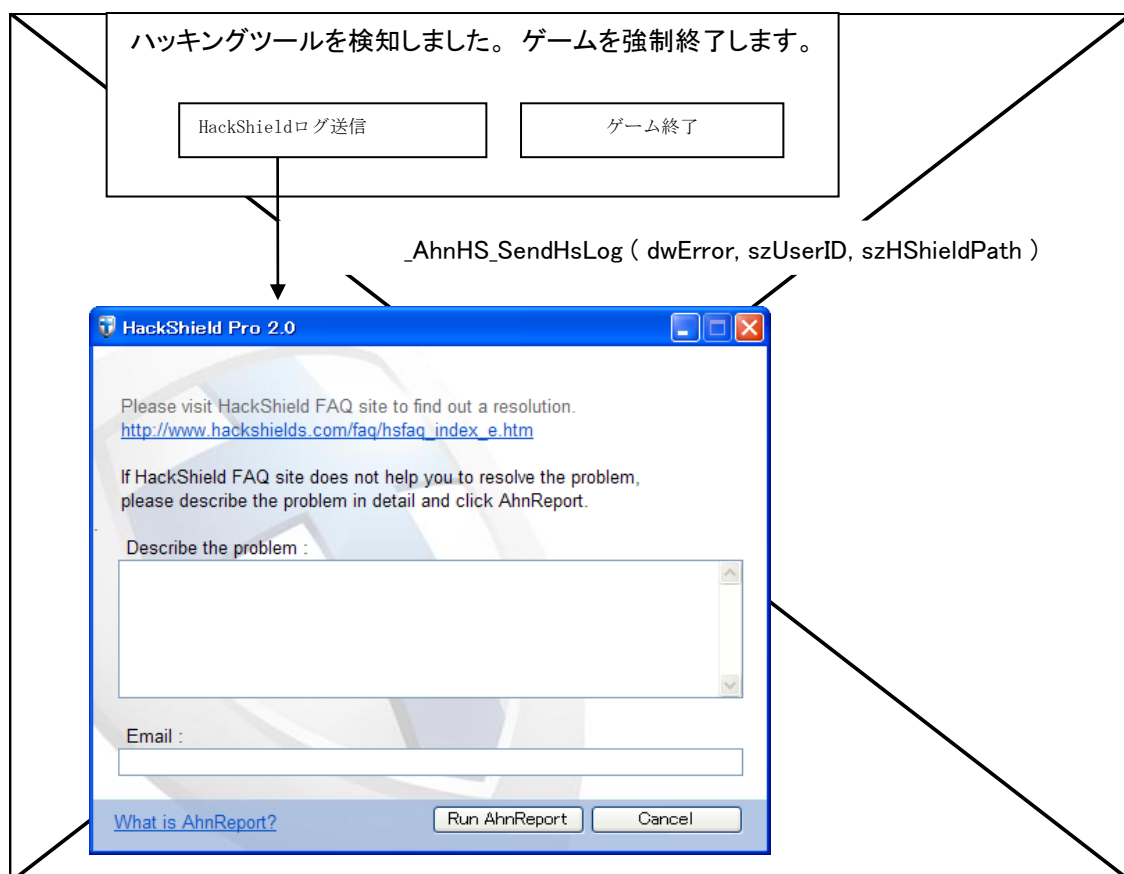 ハッキングツールを検知しました。 ゲームを強制終了します。
HackShieldログ送信
ゲーム終了
_AhnHS_SendHsLog ( dwError, szUserID, szHShieldPath )
HackShield Pro 2.0
Please visit HackShield FAQ site to find out a resolution.
http://www.hackshields.com/faq/hsfaq_index_e.htm
If HackShield FAQ site does not help you to resolve the problem,
please describe the problem in detail and click AhnReport.
Describe the problem :
Email :
What is AhnReport?
Run AhnReport
Cancel